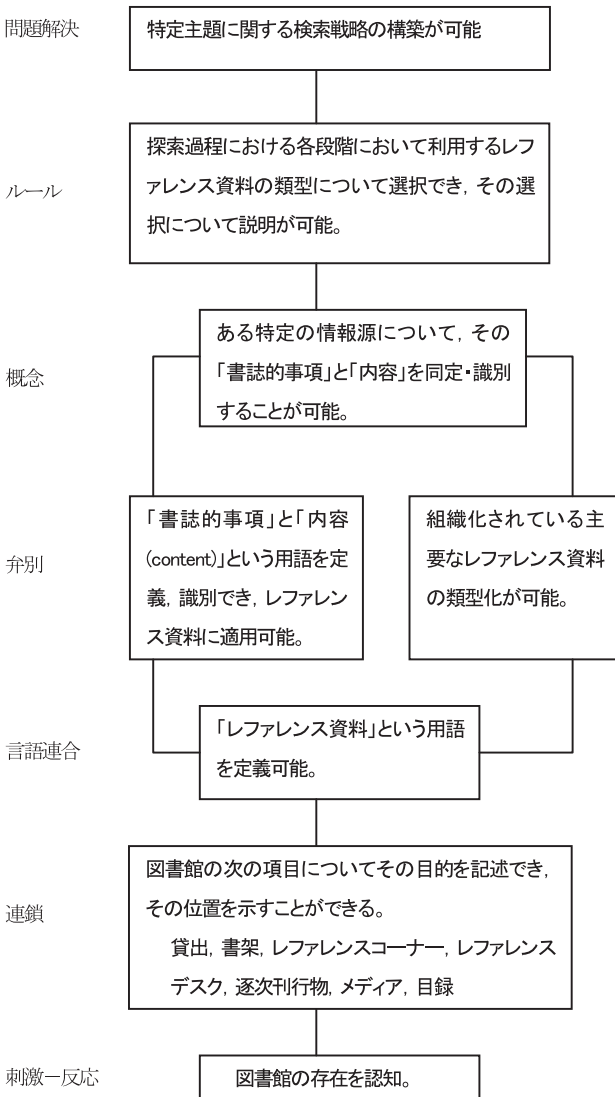 問題解決
特定主題に関する検索戦略の構築が可能
ルール
探索過程における各段階において利用するレフ
ァレンス資料の類型について選択でき, その選
択について説明が可能。
概念
ある特定の情報源について, その
「書誌的事項」と「内容」を同定・識別
することが可能。
弁別
「書誌的事項」と「内容
(content)」という用語を定
義, 識別でき, レファレン
ス資料に適用可能。
組織化されている主
要なレファレンス資料
の類型化が可能。
言語連合
「レファレンス資料」という用語
を定義可能。
連鎖
図書館の次の項目についてその目的を記述でき,
その位置を示すことができる。
貸出, 書架, レファレンスコーナー, レファレンス
デスク, 逐次刊行物, メディア, 目録
刺激－反応
図書館の存在を認知。